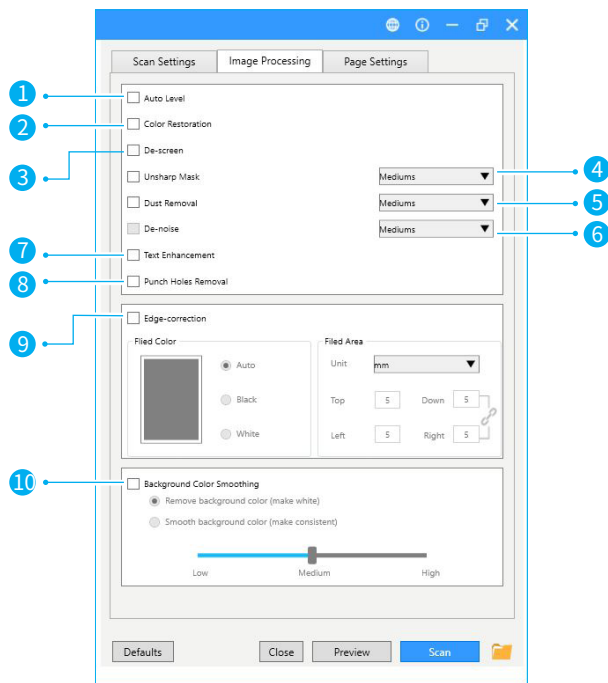 Scan Settings Image Processing Page Settings
1 Auto Level
2 Color Restoration
3 De-screen
Unsharp Mask Mediums 4
Dust Removal Mediums 5
De-noise Mediums 6
7 Text Enhancement
8 Punch Holes Removal
9 Edge-correction
Filed Color Filed Area
Auto Unit mm
Black Top 5 Down 5
White Left 5 Right 5
10 Background Color Smoothing
Remove background color (make white)
Smooth background color (make consistent)
Low Medium High
Defaults Close Preview Scan